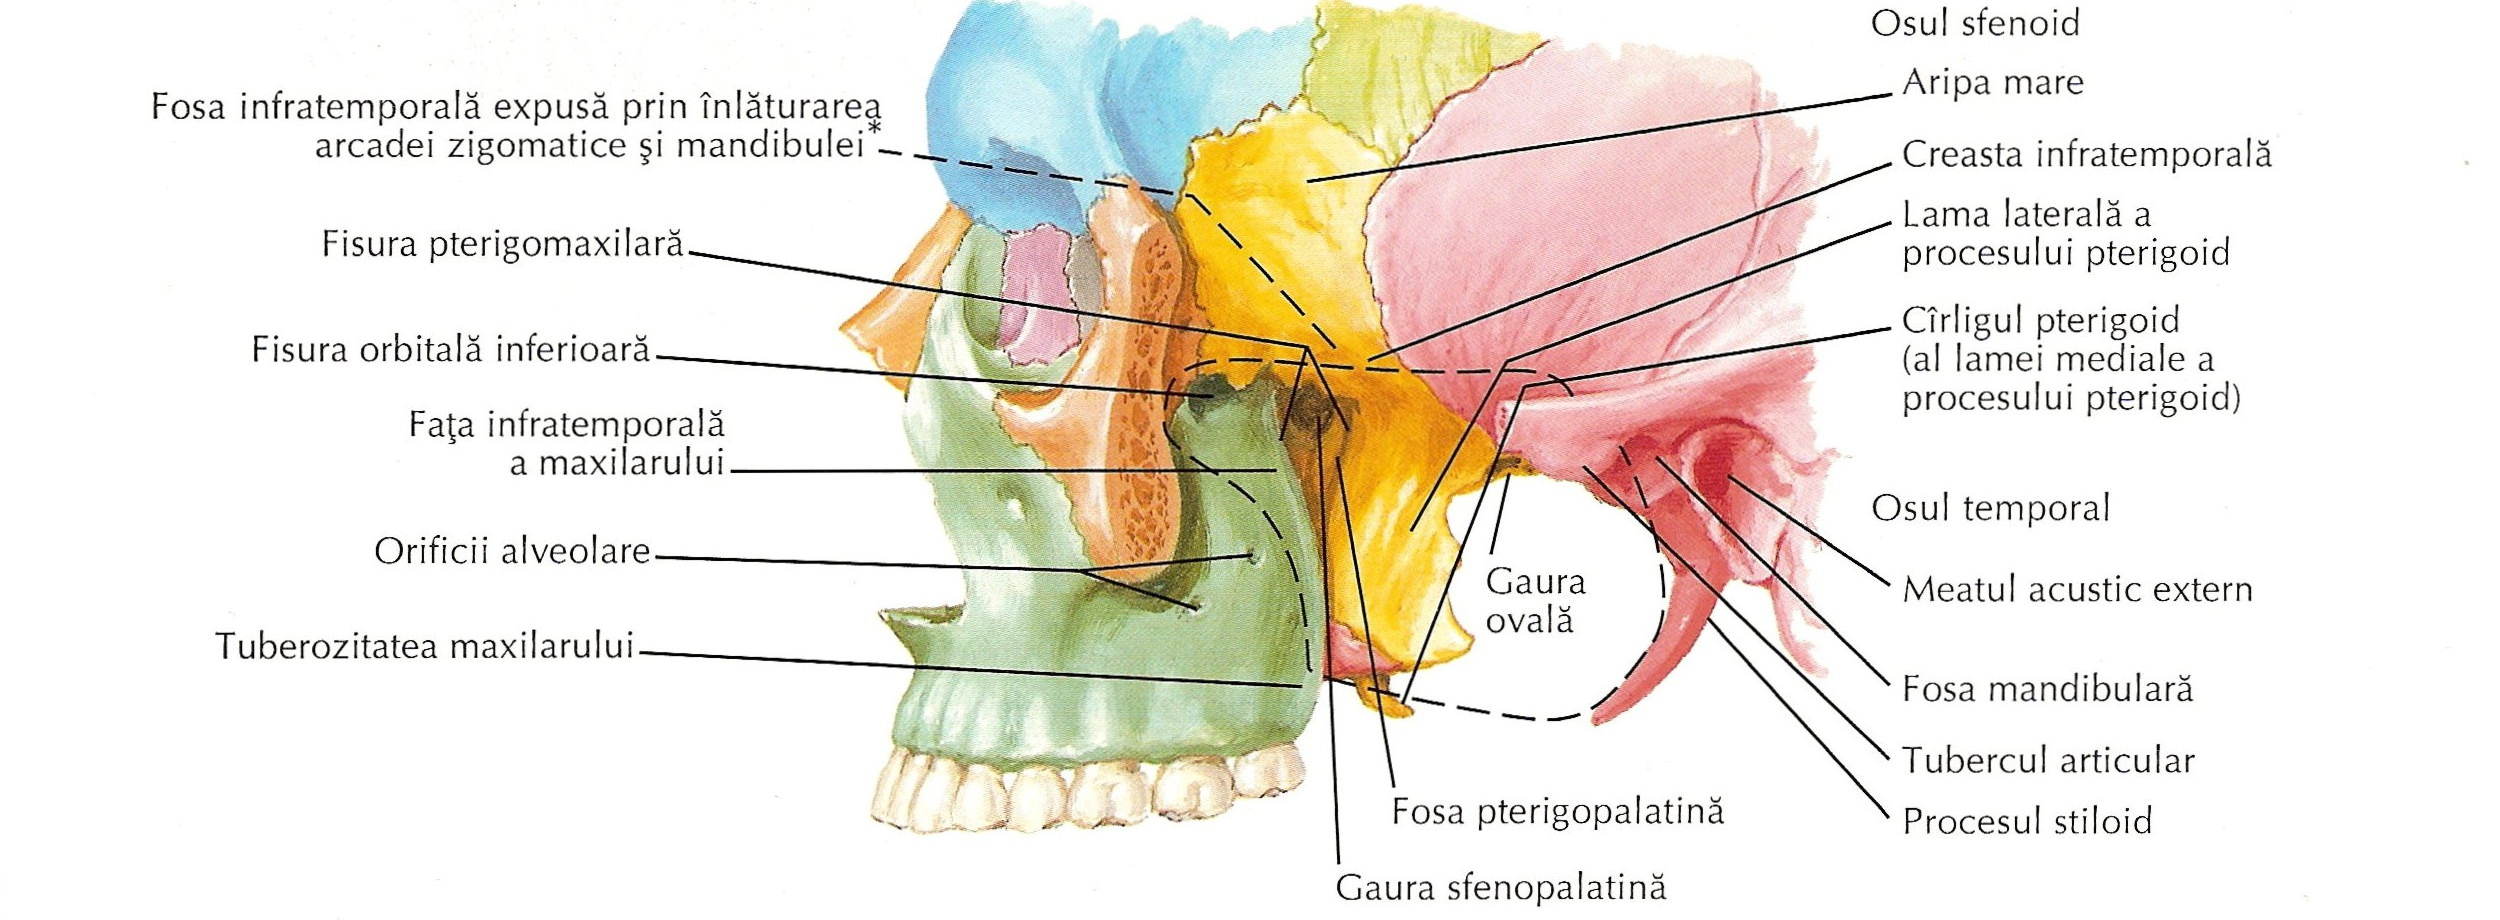 Fosa infratemporală expusă prin înlăturarea
arcadei zigomatice şi mandibulei*
Fisura pterigomaxilară
Fisura orbitală inferioară
Faţa infratemporală
a maxilarului
Orificii alveolare
Tuberozitatea maxilarului
Osul sfenoid
Aripa mare
Creasta infratemporală
Lama laterală a
procesului pterigoid
Cîrligul pterigoid
(al lamei mediale a
procesului pterigoid)
Gaura
ovală
Osul temporal
Meatul acustic extern
Fosa mandibulară
Tubercul articular
Procesul stiloid
Fosa pterigopalatină
Gaura sfenopalatină